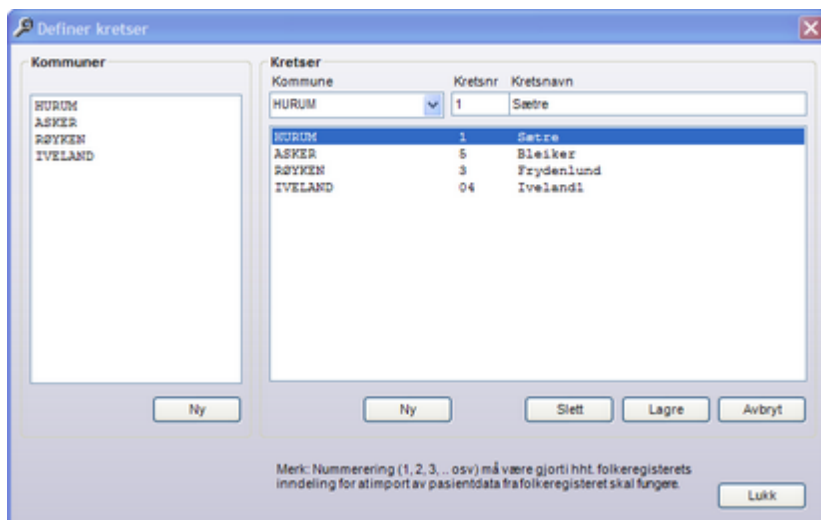 Definer kretser
Kommuner
HURUM
ASKER
RØYKEN
IVELAND
Ny
Kretser
Kommune Kretsnr Kretsnavn
HURUM 1 Sætre
HURUM 1 Sætre
ASKER 5 Bleiker
RØYKEN 3 Frydenlund
IVELAND 04 Iveland1
Ny Slett Lagre Avbryt
Merk: Nummerering (1, 2, 3, .. osv) må være gjort i hht. folkeregisterets
inndeling for at import av pasientdata fra folkeregisteret skal fungere.
Lukk